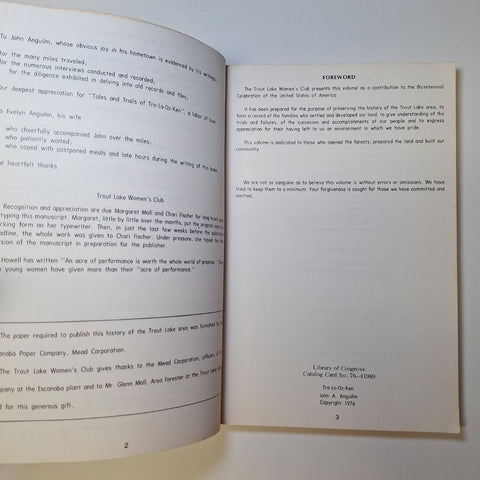 To John Anguilm, whose obvious joy in his hometown is evidenced by his writings,
for the many miles traveled;
for the numerous interviews conducted and recorded;
for the diligence exhibited in delving into old records and files,
Our deepest appreciation for "Tales and Trails of Tro-La-Oz-Ken", a labor of love
Evelyn Anguilm, his wife
who cheerfully accompanied John over the miles;
who patiently waited;
who coped with postponed meals and late hours during the writing of this book,
heartfelt thanks
Trout Lake Women's Club
Recognition and appreciation are due Margaret Moll and Chari Fischer for long hours
typing this manuscript. Margaret, little by little over the months, put the original copy in
form on her typewriter. Then, in just the few weeks before the publisher's
the whole work was given to Chari Fischer. Under pressure, she typed the
of the manuscript in preparation for the publisher.
Howell has written "An acre of performance is worth the whole world of promise."
young women have given more than their "acre of performance."
The paper required to publish this history of the Trout Lake area was furnished by the
Paper Company, Mead Corporation.
The Trout Lake Women's Club gives thanks to the Mead Corporation, officers of the
at the Escanaba plant and to Mr. Glenn Moll, Area Forester at the Trout Lake
for this generous gift.
2
FOREWORD
The Trout Lake Women's Club presents this volume as a contribution to the Bicentennial
Celebration of the United States of America.
It has been prepared for the purpose of preserving the history of the Trout Lake area, to
form a record of the families who settled and developed our land, to give understanding of the
trials and failures, of the successes and accomplishments of our people and to express
appreciation for their having left to us an environment in which we have pride.
This volume is dedicated to those who opened the forests, prepared the land and built our
community.
We are not so sanguine as to believe this volume is without errors or omissions. We have
tried to keep them to a minimum. Your forgiveness is sought for those we have committed and
omitted.
Library of Congress
Catalog Card No. 76-41980
Tro-La-Oz-Ken
John A. Anguilm
Copyright 1976
3